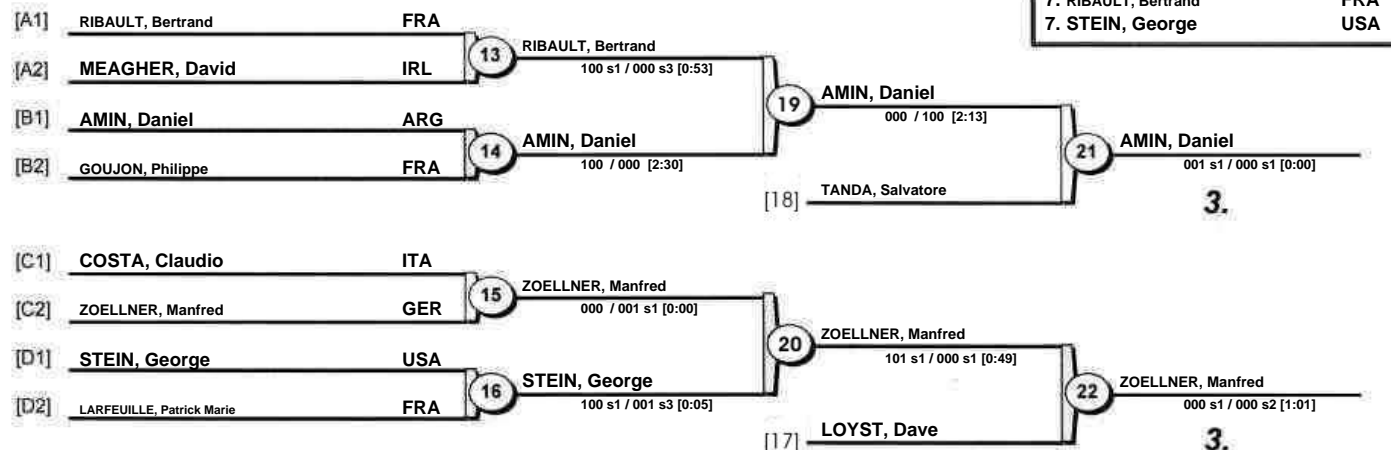 7. RIBAULT, Bertrand FRA
7. STEIN, George USA
[A1] RIBAULT, Bertrand FRA
13 RIBAULT, Bertrand
100 s1 / 000 s3 [0:53]
[A2] MEAGHER, David IRL
19 AMIN, Daniel
000 / 100 [2:13]
[B1] AMIN, Daniel ARG
14 AMIN, Daniel
100 / 000 [2:30]
21 AMIN, Daniel
001 s1 / 000 s1 [0:00]
[B2] GOUJON, Philippe FRA
[18] TANDA, Salvatore
3.
[C1] COSTA, Claudio ITA
15 ZOELLNER, Manfred
000 / 001 s1 [0:00]
[C2] ZOELLNER, Manfred GER
20 ZOELLNER, Manfred
101 s1 / 000 s1 [0:49]
[D1] STEIN, George USA
16 STEIN, George
100 s1 / 001 s3 [0:05]
22 ZOELLNER, Manfred
000 s1 / 000 s2 [1:01]
[D2] LARFEUILLE, Patrick Marie FRA
[17] LOYST, Dave
3.